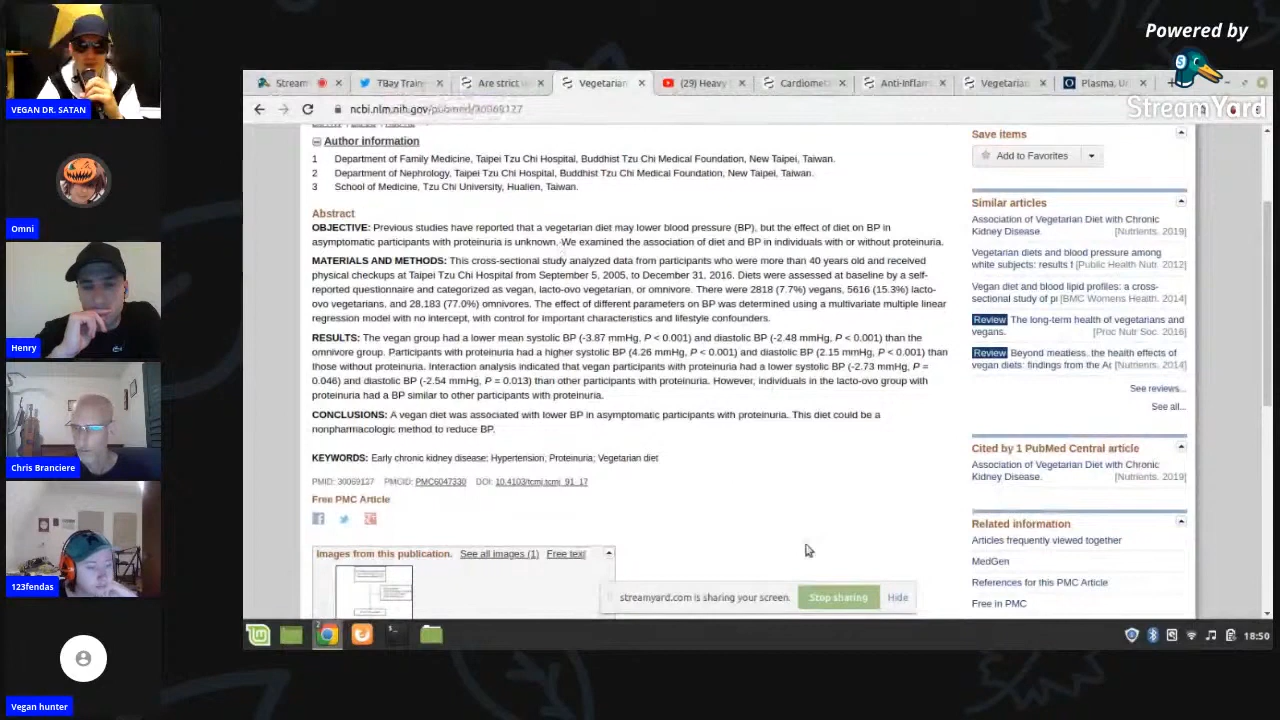 Powered by
StreamYard
VEGAN DR. SATAN
Omni
Henry
Chris Branciere
123fendas
Vegan hunter
Stream
TBay Train
Are strict
Vegetarian
(29) Heavy
Cardiomet
Anti-Inflam
Vegetarian
Plasma, U
ncbi.nlm.nih.gov/pubmed/30069127
Author information
1 Department of Family Medicine, Taipei Tzu Chi Hospital, Buddhist Tzu Chi Medical Foundation, New Taipei, Taiwan.
2 Department of Nephrology, Taipei Tzu Chi Hospital, Buddhist Tzu Chi Medical Foundation, New Taipei, Taiwan.
3 School of Medicine, Tzu Chi University, Hualien, Taiwan.
Abstract
OBJECTIVE: Previous studies have reported that a vegetarian diet may lower blood pressure (BP), but the effect of diet on BP in
asymptomatic participants with proteinuria is unknown. We examined the association of diet and BP in individuals with or without proteinuria.
MATERIALS AND METHODS: This cross-sectional study analyzed data from participants who were more than 40 years old and received
physical checkups at Taipei Tzu Chi Hospital from September 5, 2005, to December 31, 2016. Diets were assessed at baseline by a self-
reported questionnaire and categorized as vegan, lacto-ovo vegetarian, or omnivore. There were 2818 (7.7%) vegans, 5616 (15.3%) lacto-
ovo vegetarians, and 28,183 (77.0%) omnivores. The effect of different parameters on BP was determined using a multivariate multiple linear
regression model with no intercept, with control for important characteristics and lifestyle confounders.
RESULTS: The vegan group had a lower mean systolic BP (-3.87 mmHg, P < 0.001) and diastolic BP (-2.48 mmHg, P < 0.001) than the
omnivore group. Participants with proteinuria had a higher systolic BP (4.26 mmHg, P < 0.001) and diastolic BP (2.15 mmHg, P < 0.001) than
those without proteinuria. Interaction analysis indicated that vegan participants with proteinuria had a lower systolic BP (-2.73 mmHg, P =
0.046) and diastolic BP (-2.54 mmHg, P = 0.013) than other participants with proteinuria. However, individuals in the lacto-ovo group with
proteinuria had a BP similar to other participants with proteinuria.
CONCLUSIONS: A vegan diet was associated with lower BP in asymptomatic participants with proteinuria. This diet could be a
nonpharmacologic method to reduce BP.
KEYWORDS: Early chronic kidney disease; Hypertension; Proteinuria; Vegetarian diet
PMID: 30069127 PMCID: PMC6047330 DOI: 10.4103/tcmj.tcmj_91_17
Free PMC Article
Images from this publication. See all images (1) Free text
Save items
Add to Favorites
Similar articles
Association of Vegetarian Diet with Chronic
Kidney Disease. [Nutrients. 2019]
Vegetarian diets and blood pressure among
white subjects: results f [Public Health Nutr. 2012]
Vegan diet and blood lipid profiles: a cross-
sectional study of p [BMC Womens Health. 2014]
Review The long-term health of vegetarians and
vegans. [Proc Nutr Soc. 2016]
Review Beyond meatless, the health effects of
vegan diets: findings from the Ac [Nutrients. 2014]
See reviews...
See all...
Cited by 1 PubMed Central article
Association of Vegetarian Diet with Chronic
Kidney Disease. [Nutrients. 2019]
Related information
Articles frequently viewed together
MedGen
References for this PMC Article
Free in PMC
streamyard.com is sharing your screen. Stop sharing Hide
18:50